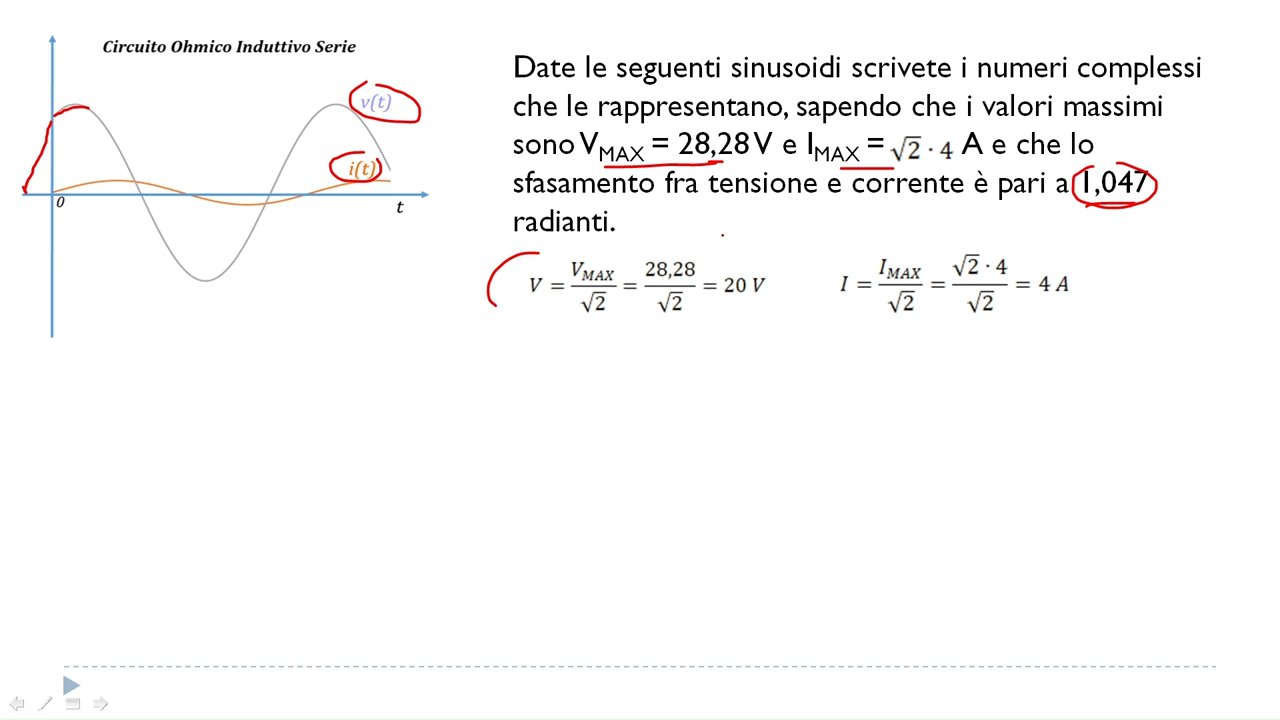 Circuito Ohmico Induttivo Serie
v(t)
i(t)
0
t
Date le seguenti sinusoidi scrivete i numeri complessi
che le rappresentano, sapendo che i valori massimi
sono VMAX = 28,28 V e IMAX = √2 · 4 A e che lo
sfasamento fra tensione e corrente è pari a 1,047
radianti.
V = VMAX/√2 = 28,28/√2 = 20 V
I = IMAX/√2 = √2 · 4/√2 = 4 A